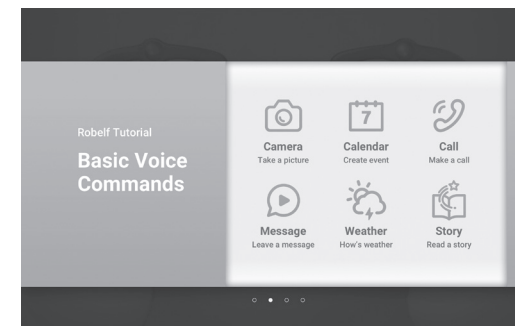 Robelf Tutorial
Basic Voice
Commands
7
Camera
Calendar
Call
Take a picture
Create event
Make a call
Message
Weather
Story
Leave a message
How's weather
Read a story